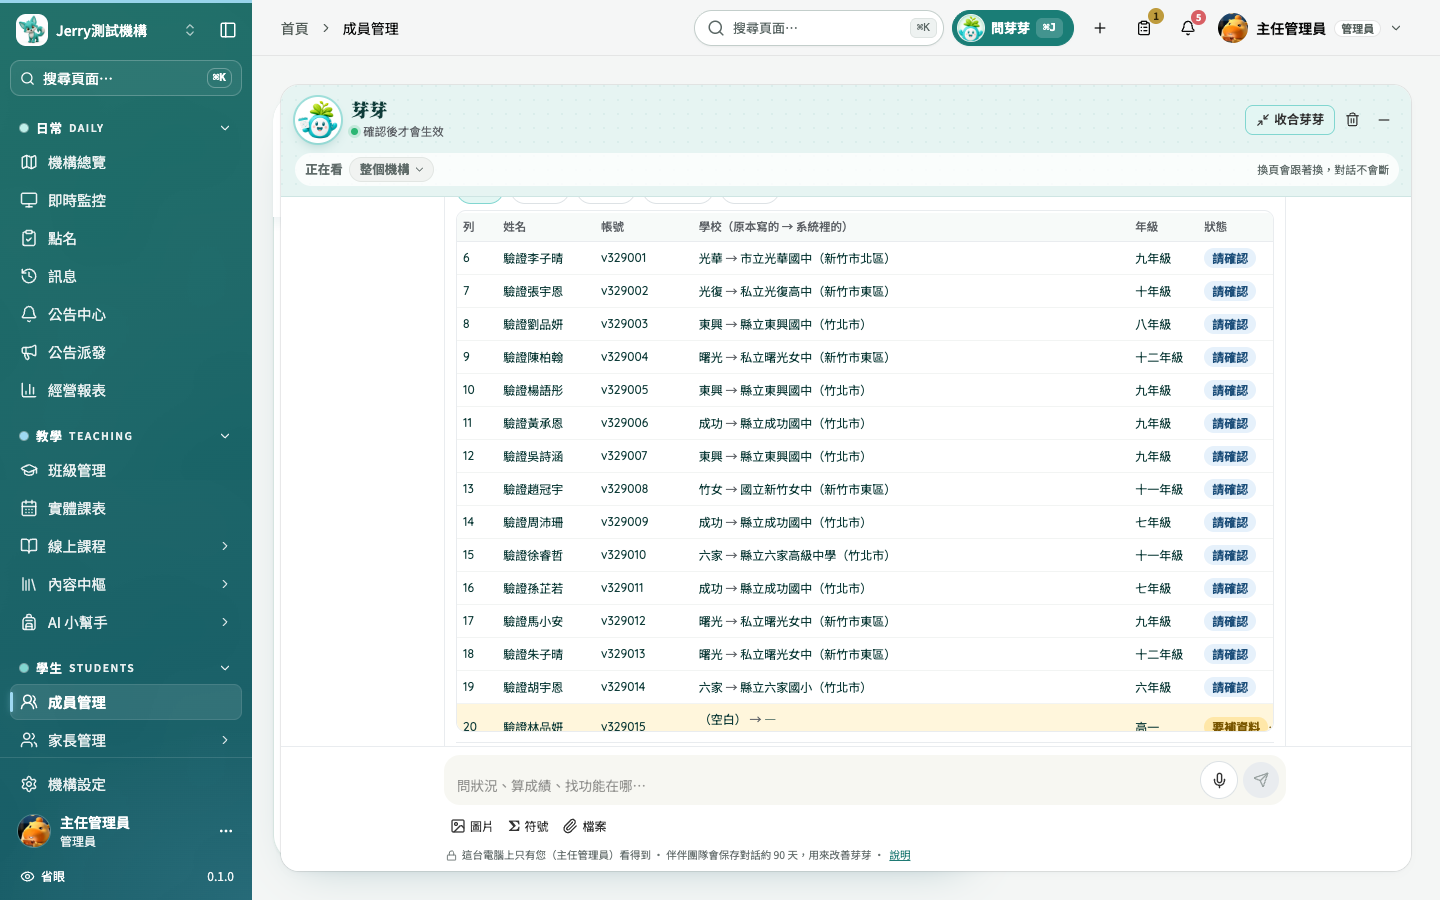 Jerry測試機構
搜尋頁面…
⌘K
日常 DAILY
機構總覽
即時監控
點名
訊息
公告中心
公告派發
經營報表
教學 TEACHING
班級管理
實體課表
線上課程
內容中樞
AI 小幫手
學生 STUDENTS
成員管理
家長管理
機構設定
主任管理員
管理員
省眼
0.1.0
首頁
成員管理
搜尋頁面…
⌘K
問芽芽
⌘J
1
5
主任管理員
管理員
芽芽
確認後才會生效
收合芽芽
正在看
整個機構
換頁會跟著換，對話不會斷
列 姓名 帳號 學校（原本寫的 → 系統裡的） 年級 狀態
6 驗證李子晴 v329001 光華 → 市立光華國中（新竹市北區） 九年級 請確認
7 驗證張宇恩 v329002 光復 → 私立光復高中（新竹市東區） 十年級 請確認
8 驗證劉品妍 v329003 東興 → 縣立東興國中（竹北市） 八年級 請確認
9 驗證陳柏翰 v329004 曙光 → 私立曙光女中（新竹市東區） 十二年級 請確認
10 驗證楊語彤 v329005 東興 → 縣立東興國中（竹北市） 九年級 請確認
11 驗證黃承恩 v329006 成功 → 縣立成功國中（竹北市） 九年級 請確認
12 驗證吳詩涵 v329007 東興 → 縣立東興國中（竹北市） 九年級 請確認
13 驗證趙冠宇 v329008 竹女 → 國立新竹女中（新竹市東區） 十一年級 請確認
14 驗證周沛珊 v329009 成功 → 縣立成功國中（竹北市） 七年級 請確認
15 驗證徐睿哲 v329010 六家 → 縣立六家高級中學（竹北市） 十一年級 請確認
16 驗證孫芷若 v329011 成功 → 縣立成功國中（竹北市） 七年級 請確認
17 驗證馬小安 v329012 曙光 → 私立曙光女中（新竹市東區） 九年級 請確認
18 驗證朱子晴 v329013 曙光 → 私立曙光女中（新竹市東區） 十二年級 請確認
19 驗證胡宇恩 v329014 六家 → 縣立六家國小（竹北市） 六年級 請確認
20 驗證林品妍 v329015 （空白） → — 高一 要補資料
問狀況、算成績、找功能在哪…
圖片
符號
檔案
這台電腦上只有您（主任管理員）看得到 · 伴伴團隊會保存對話約 90 天，用來改善芽芽 · 說明